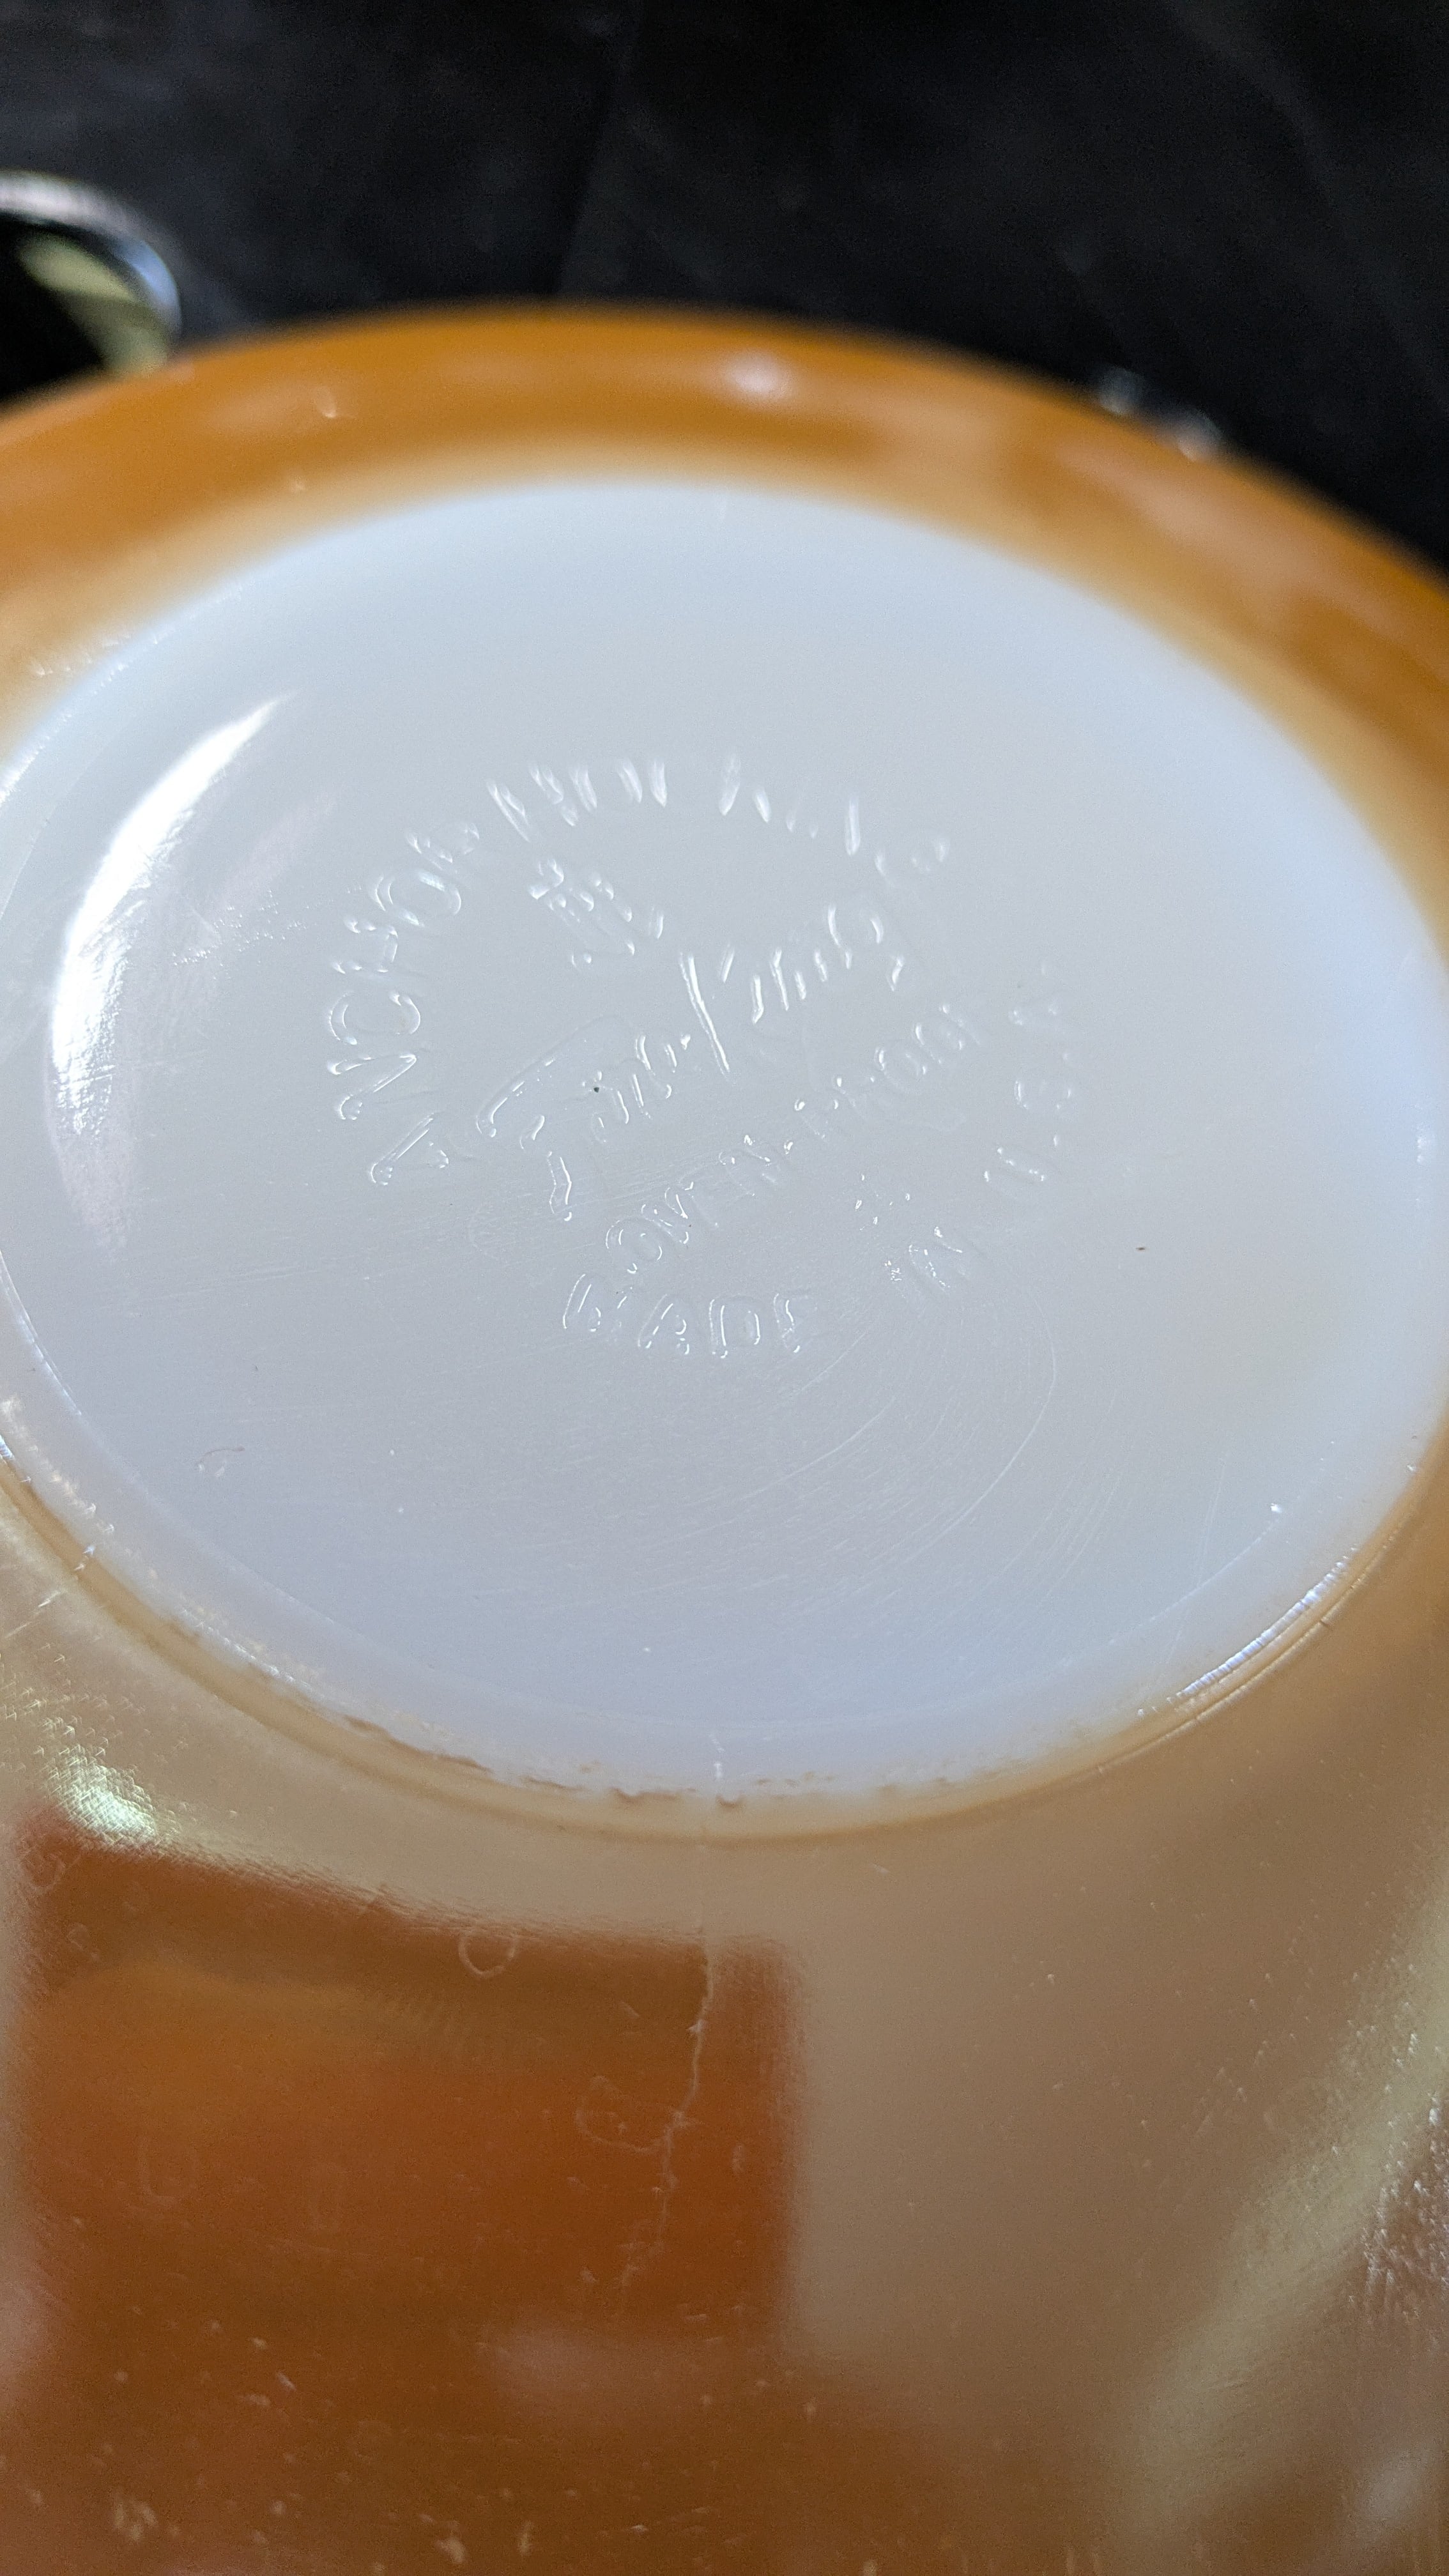 ANCHOR HOCKING
Fire-King
OVEN-PROOF
MADE IN U.S.A.